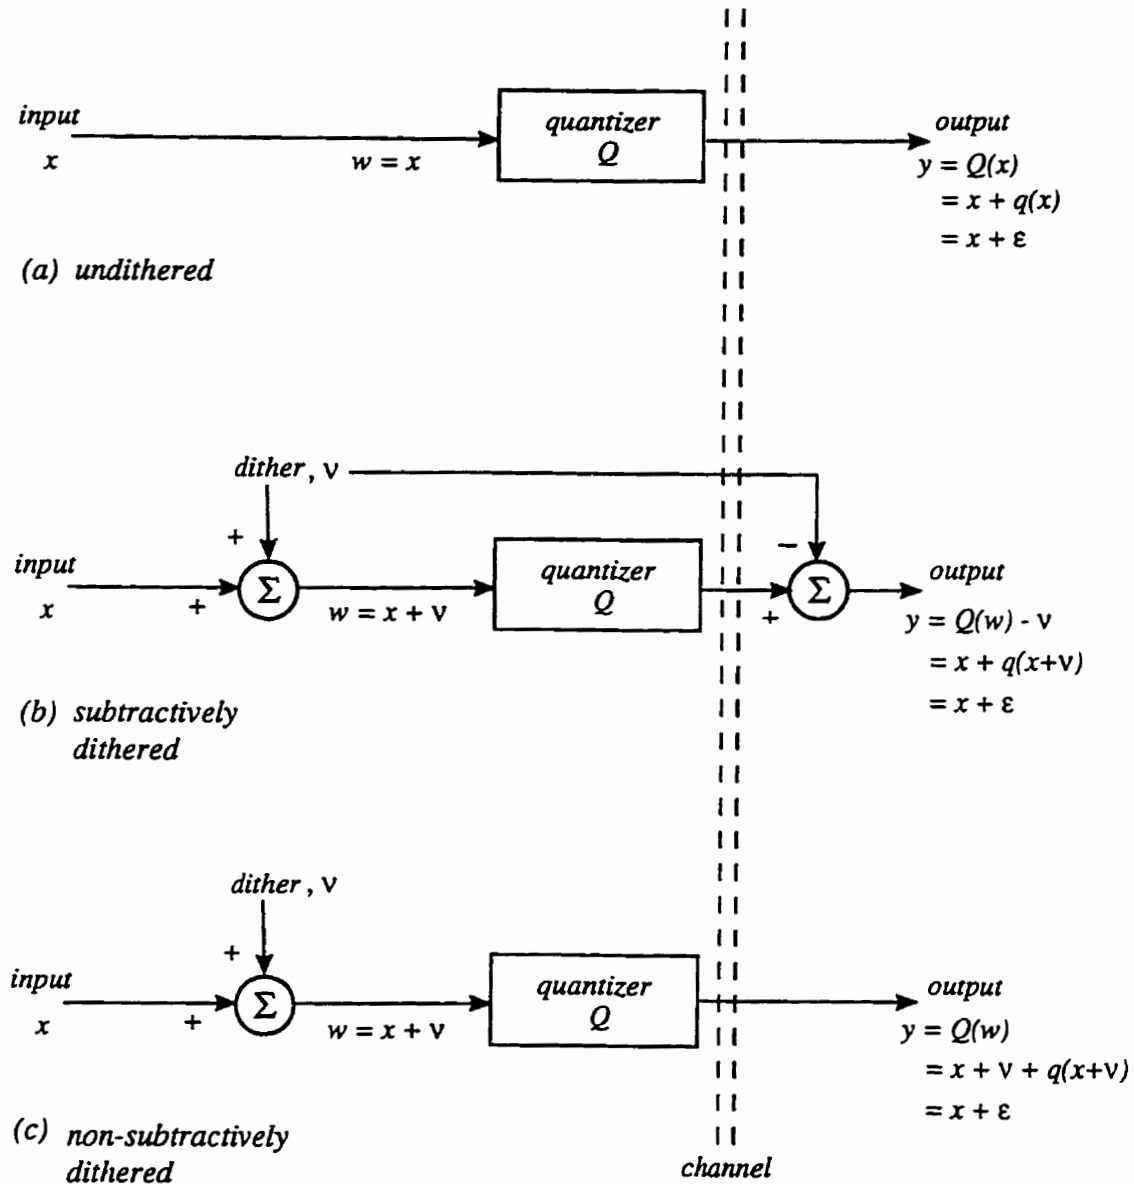 input
x
w = x
quantizer
Q
output
y = Q(x)
= x + q(x)
= x + ε
(a) undithered
dither, ν
+
−
input
x
+
Σ
w = x + ν
quantizer
Q
+
Σ
output
y = Q(w) - ν
= x + q(x+ν)
= x + ε
(b) subtractively
dithered
dither, ν
+
input
x
+
Σ
w = x + ν
quantizer
Q
output
y = Q(w)
= x + ν + q(x+ν)
= x + ε
(c) non-subtractively
dithered
channel